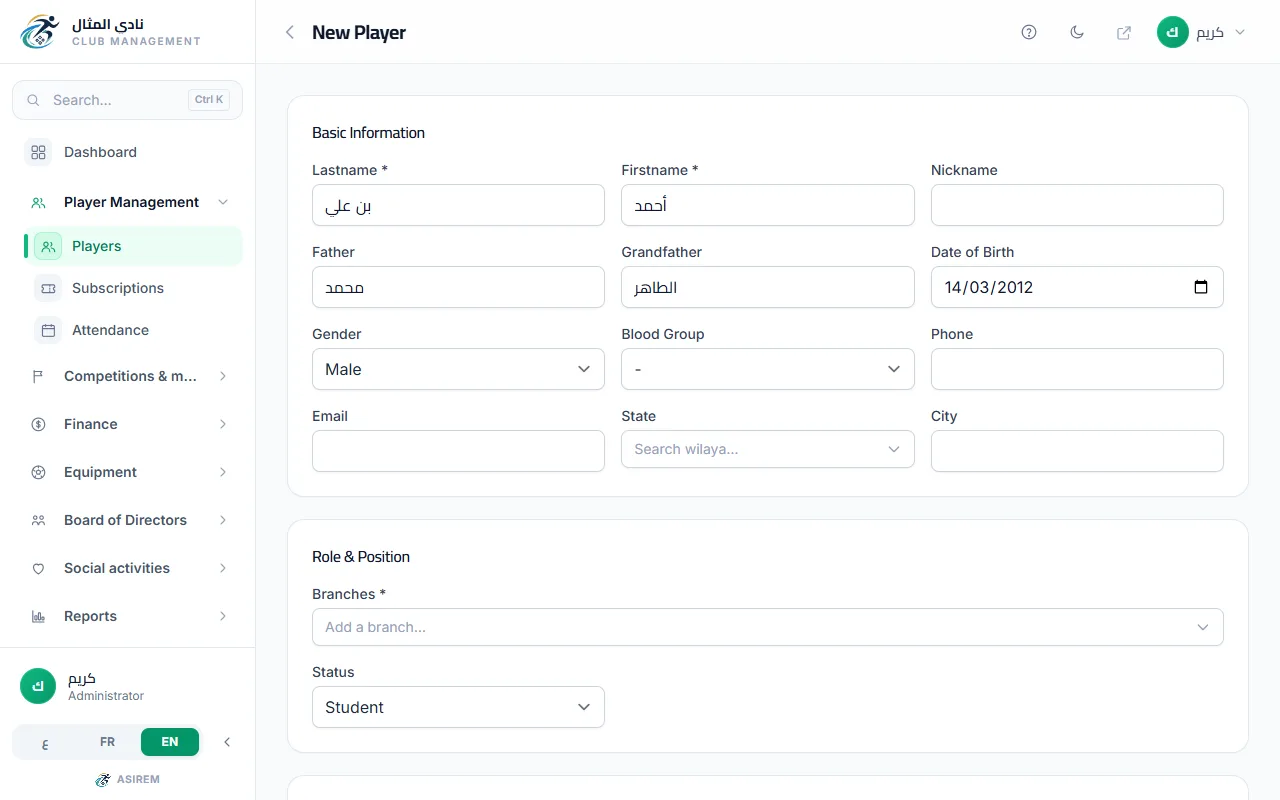 نادي المثال
CLUB MANAGEMENT
New Player
ك
كريم
Search...
Ctrl K
Dashboard
Player Management
Players
Subscriptions
Attendance
Competitions & m...
Finance
Equipment
Board of Directors
Social activities
Reports
ك
كريم
Administrator
ع
FR
EN
ASIREM
Basic Information
Lastname *
Firstname *
Nickname
بن علي
أحمد
Father
Grandfather
Date of Birth
محمد
الطاهر
14/03/2012
Gender
Blood Group
Phone
Male
-
Email
State
City
Search wilaya...
Role & Position
Branches *
Add a branch...
Status
Student